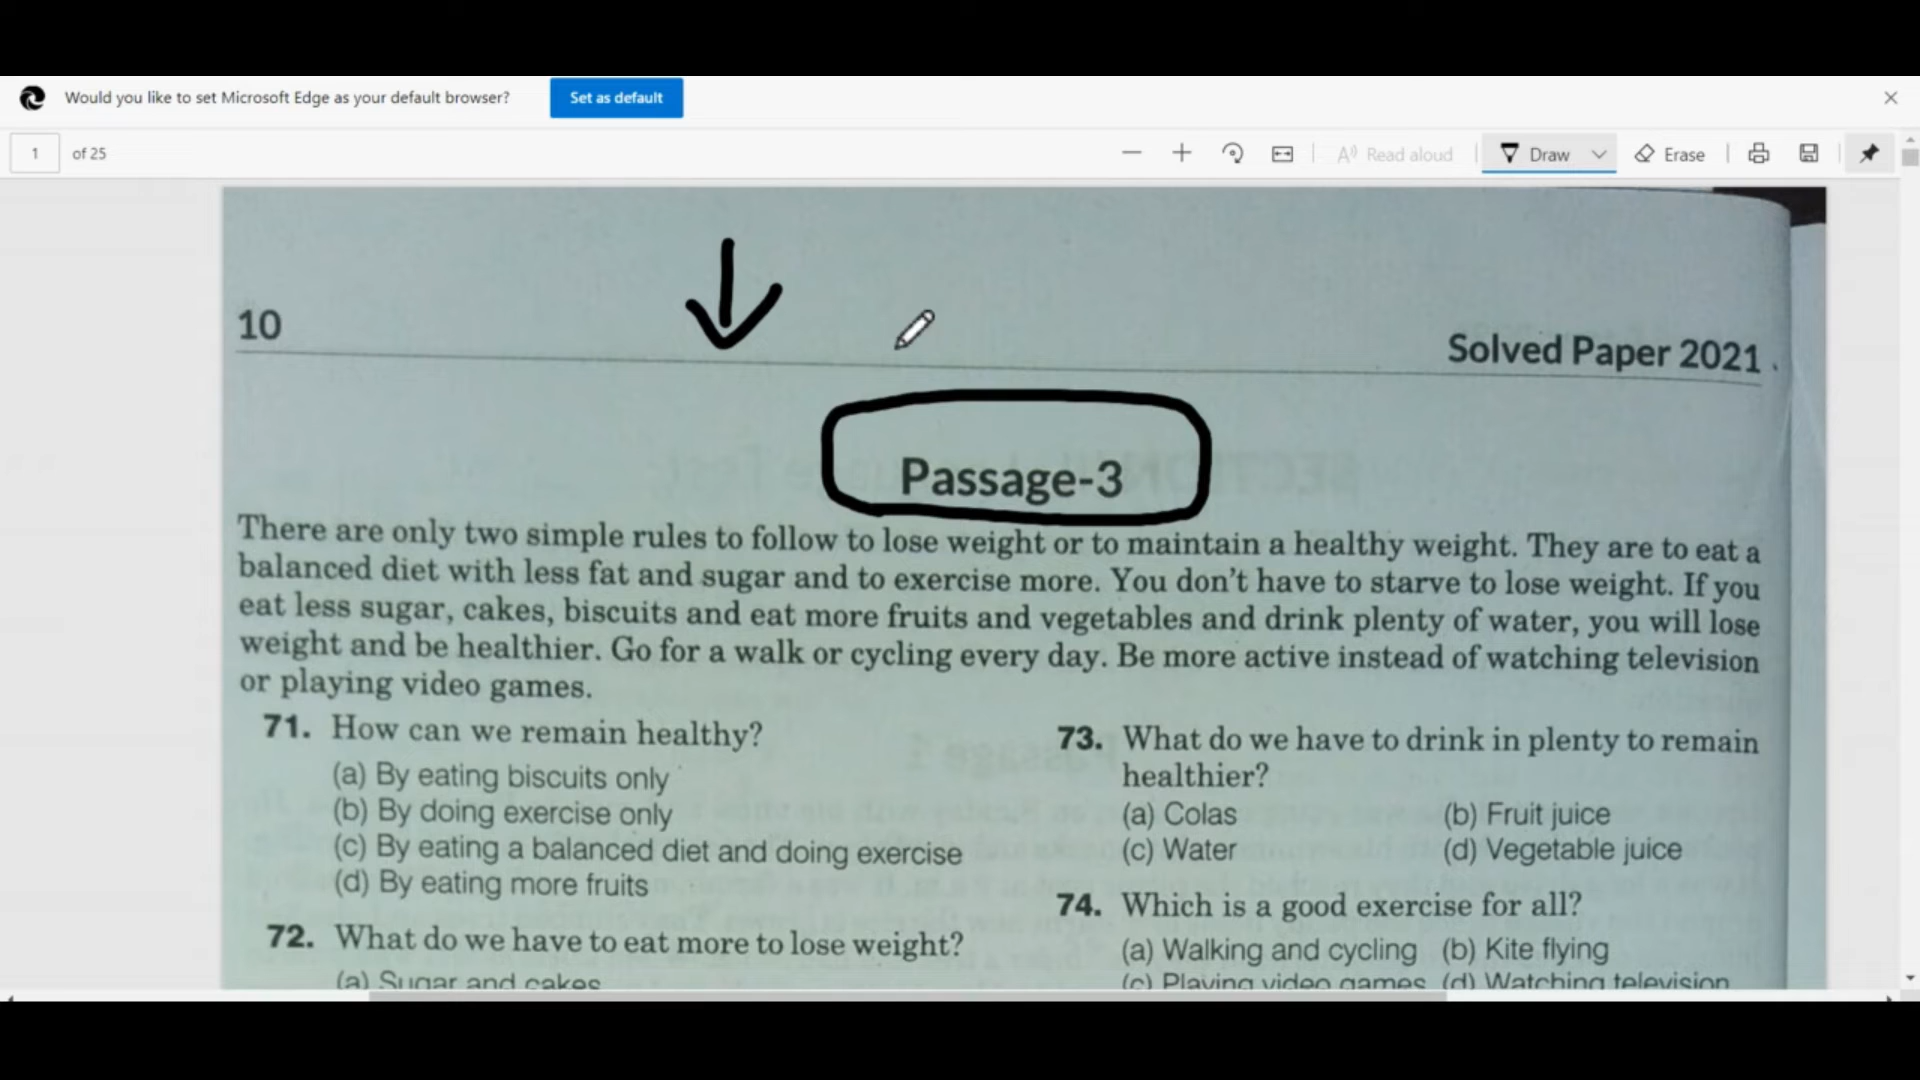 Would you like to set Microsoft Edge as your default browser?
Set as default
1 of 25
Read aloud
Draw
Erase
10
Solved Paper 2021
Passage-3
There are only two simple rules to follow to lose weight or to maintain a healthy weight. They are to eat a
balanced diet with less fat and sugar and to exercise more. You don't have to starve to lose weight. If you
eat less sugar, cakes, biscuits and eat more fruits and vegetables and drink plenty of water, you will lose
weight and be healthier. Go for a walk or cycling every day. Be more active instead of watching television
or playing video games.
71. How can we remain healthy?
(a) By eating biscuits only
(b) By doing exercise only
(c) By eating a balanced diet and doing exercise
(d) By eating more fruits
72. What do we have to eat more to lose weight?
(a) Sugar and cakes
73. What do we have to drink in plenty to remain
healthier?
(a) Colas (b) Fruit juice
(c) Water (d) Vegetable juice
74. Which is a good exercise for all?
(a) Walking and cycling (b) Kite flying
(c) Playing video games (d) Watching television